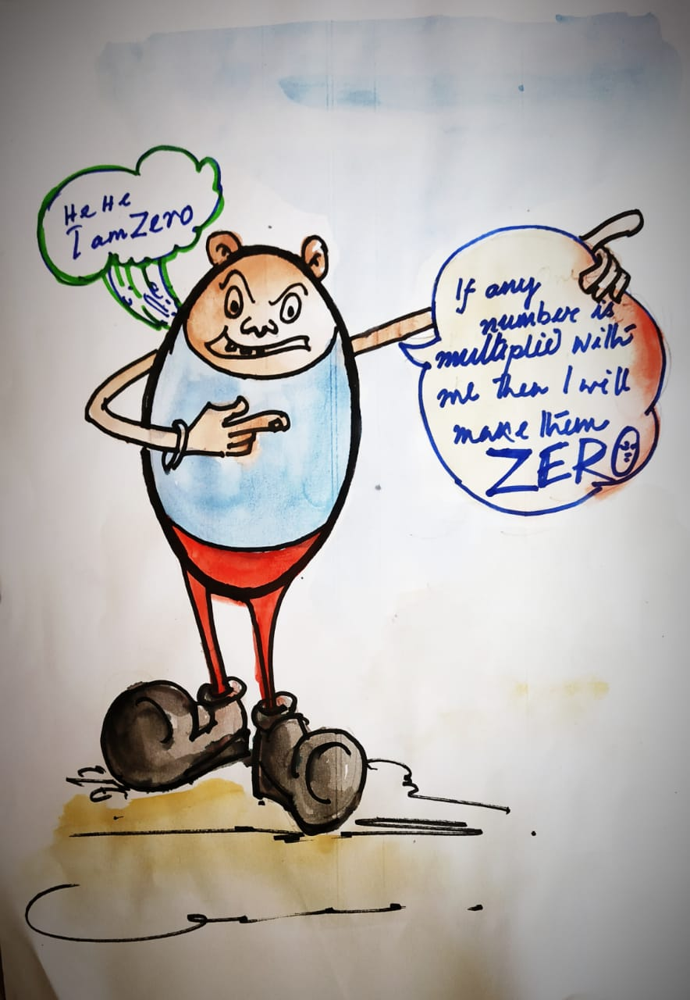 He He
I am Zero
If any
number is
multiplied with
me then I will
make them
ZERO